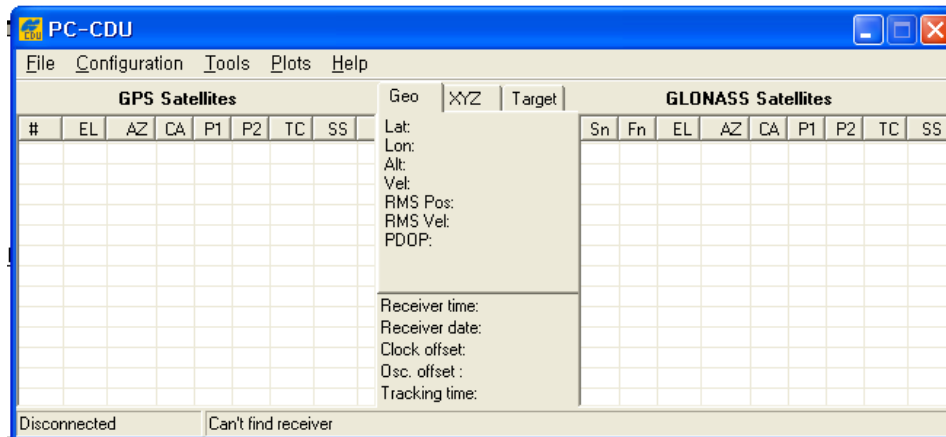 PC-CDU
File Configuration Tools Plots Help
GPS Satellites
# EL AZ CA P1 P2 TC SS
Geo XYZ Target
Lat:
Lon:
Alt:
Vel:
RMS Pos:
RMS Vel:
PDOP:
Receiver time:
Receiver date:
Clock offset:
Osc. offset :
Tracking time:
GLONASS Satellites
Sn Fn EL AZ CA P1 P2 TC SS
Disconnected Can't find receiver